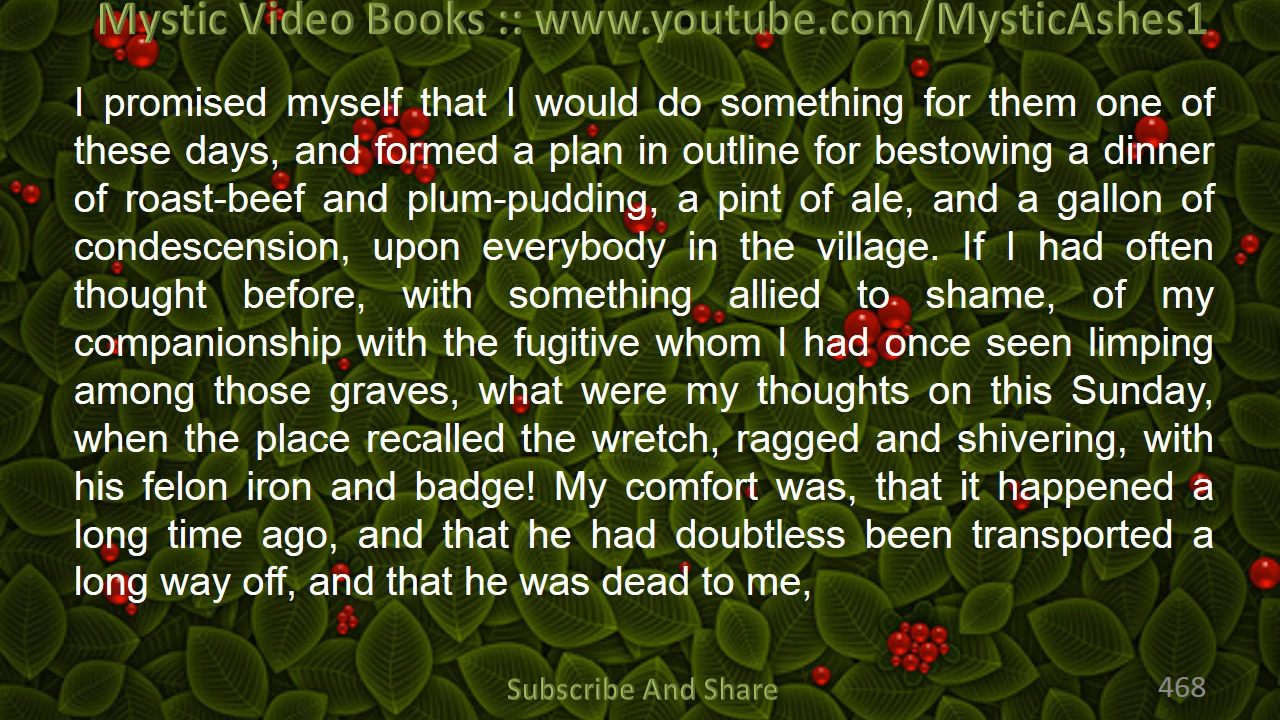 Mystic Video Books :: www.youtube.com/MysticAshes1
I promised myself that I would do something for them one of
these days, and formed a plan in outline for bestowing a dinner
of roast-beef and plum-pudding, a pint of ale, and a gallon of
condescension, upon everybody in the village. If I had often
thought before, with something allied to shame, of my
companionship with the fugitive whom I had once seen limping
among those graves, what were my thoughts on this Sunday,
when the place recalled the wretch, ragged and shivering, with
his felon iron and badge! My comfort was, that it happened a
long time ago, and that he had doubtless been transported a
long way off, and that he was dead to me,
Subscribe And Share
468